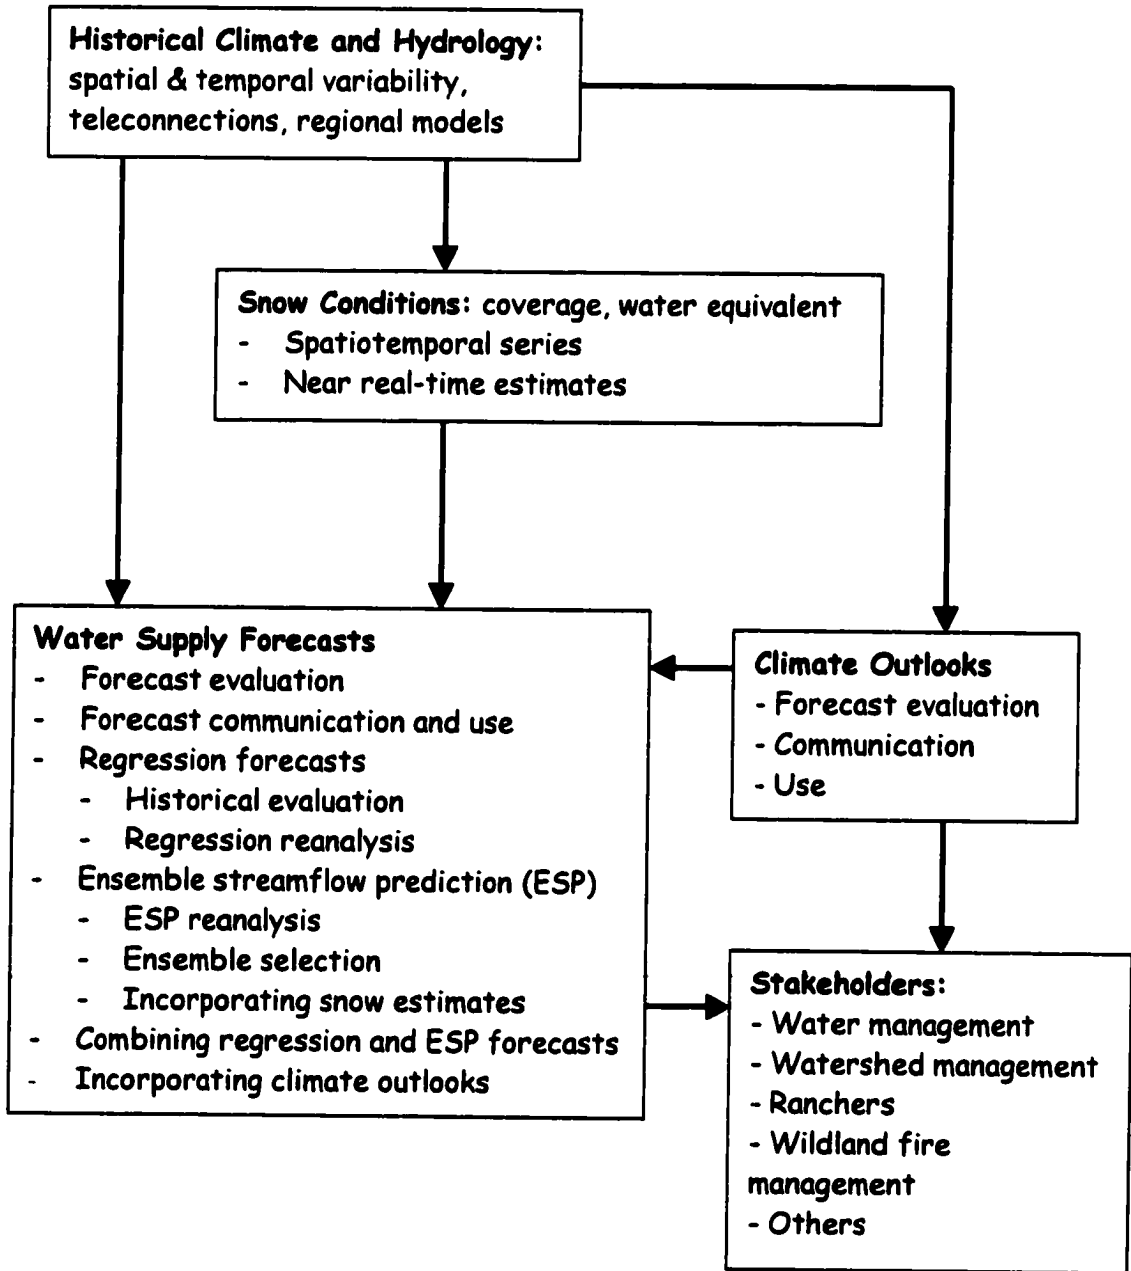 Historical Climate and Hydrology:
spatial & temporal variability,
teleconnections, regional models
Snow Conditions: coverage, water equivalent
- Spatiotemporal series
- Near real-time estimates
Water Supply Forecasts
- Forecast evaluation
- Forecast communication and use
- Regression forecasts
- Historical evaluation
- Regression reanalysis
- Ensemble streamflow prediction (ESP)
- ESP reanalysis
- Ensemble selection
- Incorporating snow estimates
- Combining regression and ESP forecasts
- Incorporating climate outlooks
Climate Outlooks
- Forecast evaluation
- Communication
- Use
Stakeholders:
- Water management
- Watershed management
- Ranchers
- Wildland fire
management
- Others